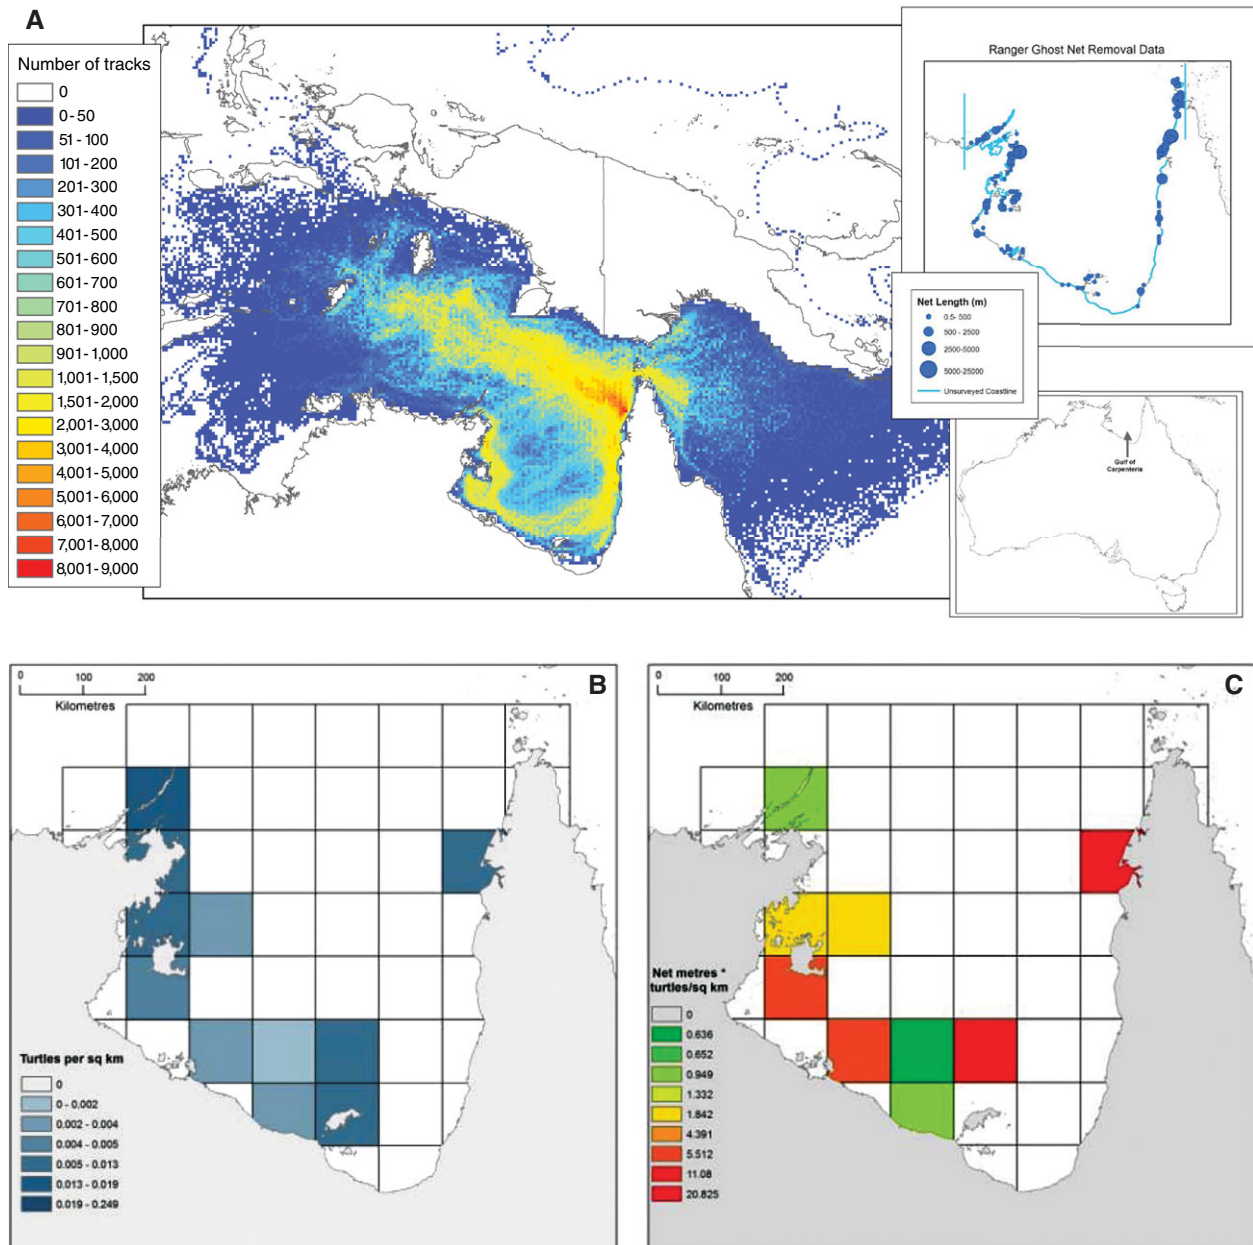 A
Number of tracks
0
0-50
51-100
101-200
201-300
301-400
401-500
501-600
601-700
701-800
801-900
901-1,000
1,001-1,500
1,501-2,000
2,001-3,000
3,001-4,000
4,001-5,000
5,001-6,000
6,001-7,000
7,001-8,000
8,001-9,000
Ranger Ghost Net Removal Data
Net Length (m)
0.5- 500
500 - 2500
2500-5000
5000-25000
Unsurveyed Coastline
Gulf of
Carpenteria
B
0 100 200
Kilometres
Turtles per sq km
0
0 - 0.002
0.002 - 0.004
0.004 - 0.005
0.005 - 0.013
0.013 - 0.019
0.019 - 0.249
C
0 100 200
Kilometres
Net metres *
turtles/sq km
0
0.636
0.652
0.949
1.332
1.842
4.391
5.512
11.08
20.825